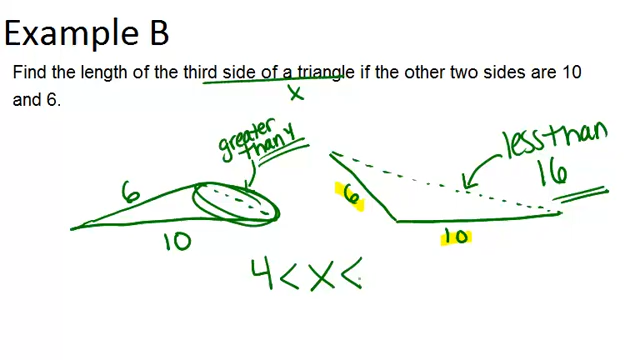 Example B
Find the length of the third side of a triangle if the other two sides are 10
and 6.
x
greater
than 4
less than
16
6
10
6
10
4 < x <